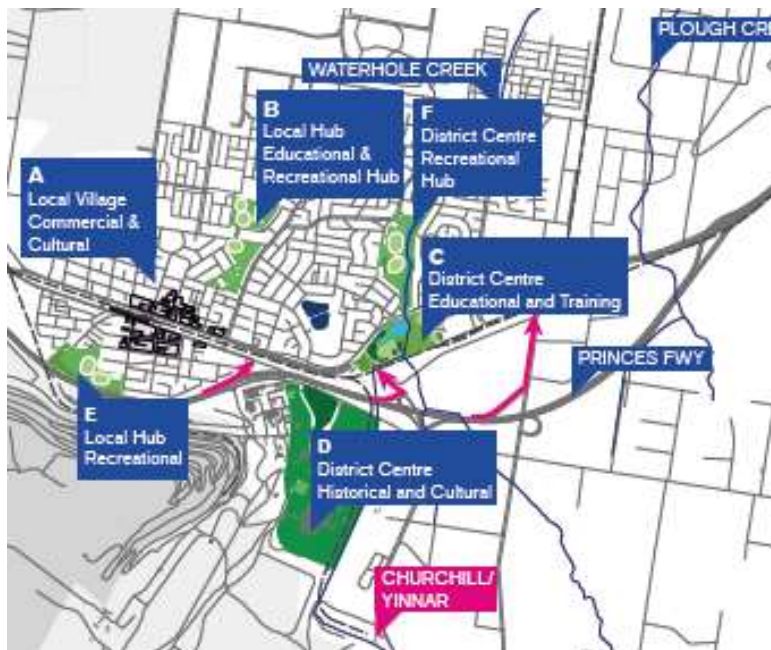 PLOUGH CRE
WATERHOLE CREEK
B
Local Hub
Educational &
Recreational Hub
F
District Centre
Recreational
Hub
A
Local Village
Commercial &
Cultural
C
District Centre
Educational and Training
PRINCES FWY
E
Local Hub
Recreational
D
District Centre
Historical and Cultural
CHURCHILL/
YINNAR